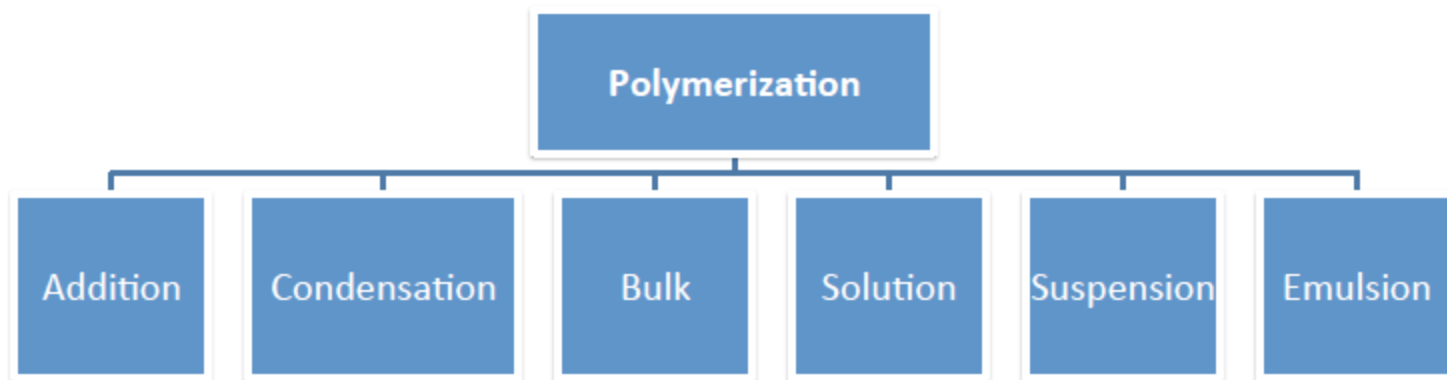 Polymerization
Addition
Condensation
Bulk
Solution
Suspension
Emulsion